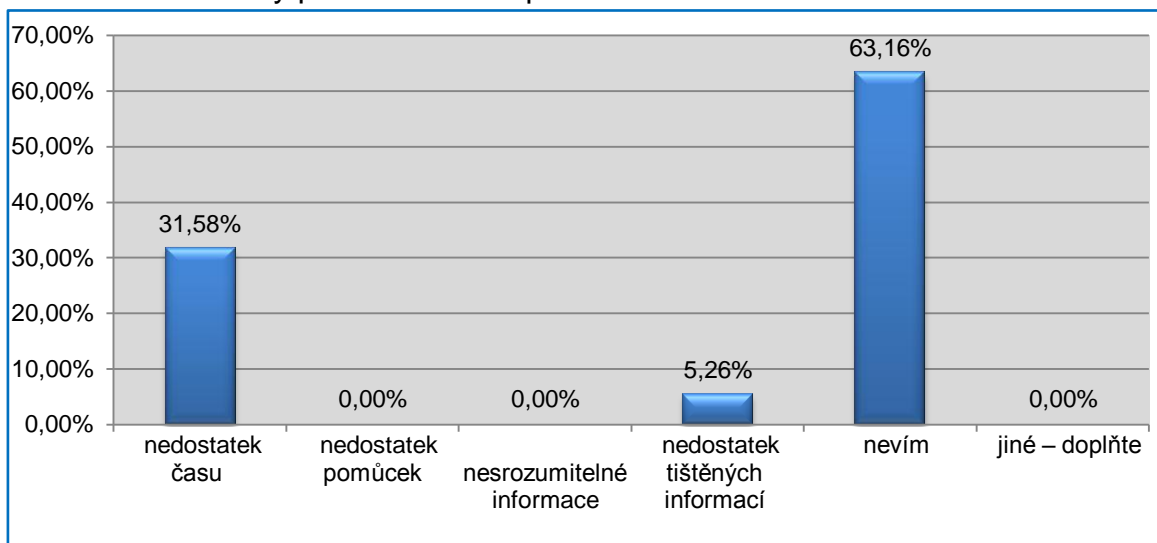 70,00%
60,00%
50,00%
40,00%
30,00%
20,00%
10,00%
0,00%
31,58%
0,00%
0,00%
5,26%
63,16%
0,00%
nedostatek
času
nedostatek
pomůcek
nesrozumitelné
informace
nedostatek
tištěných
informací
nevím
jiné – doplňte